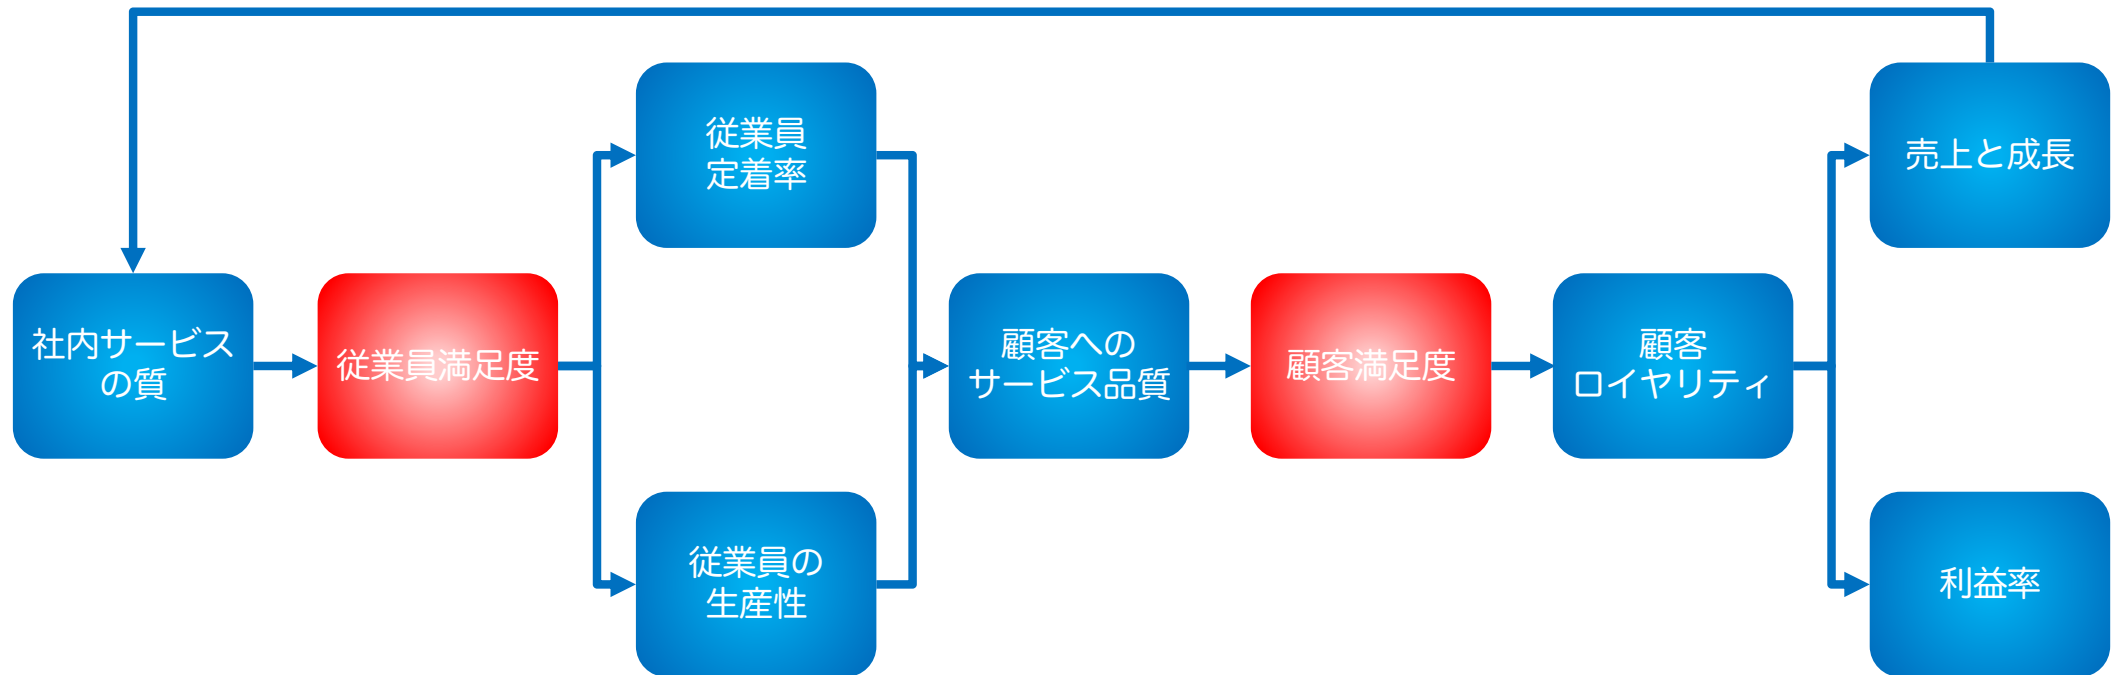 社内サービス
の質
従業員満足度
従業員
定着率
従業員の
生産性
顧客への
サービス品質
顧客満足度
顧客
ロイヤリティ
売上と成長
利益率